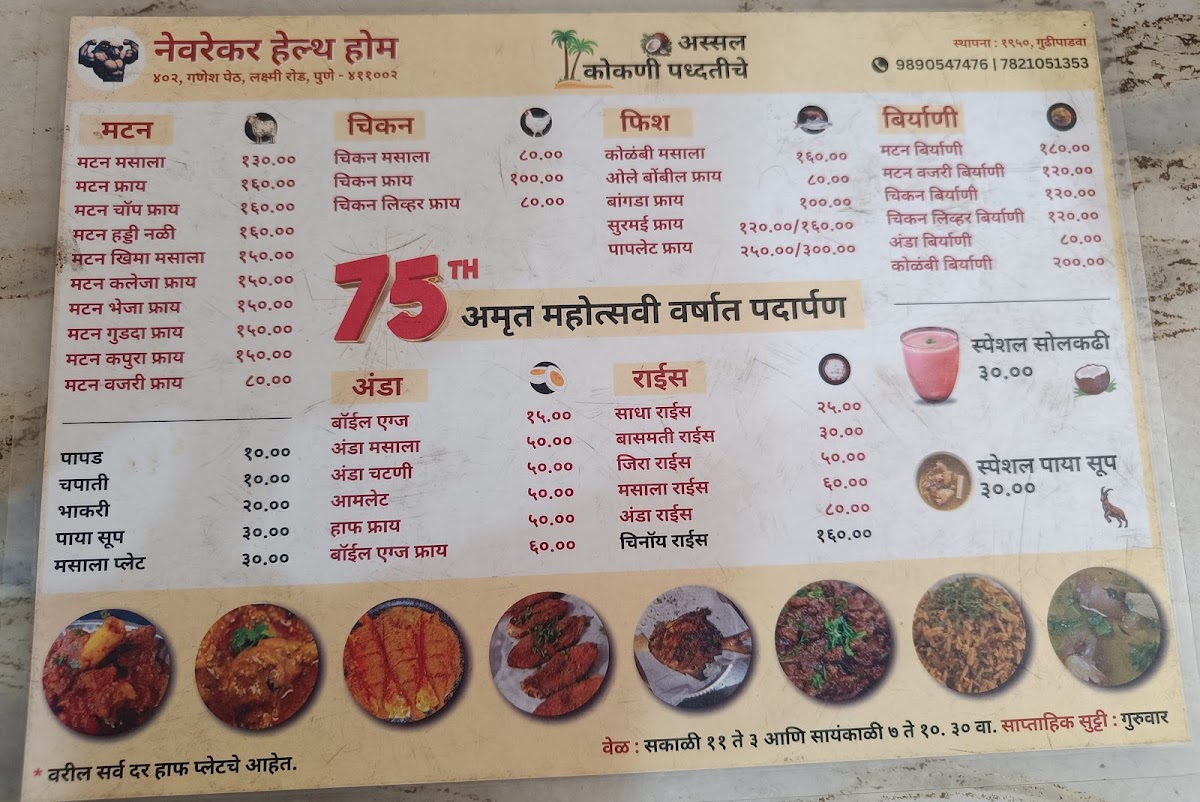 नेवरेकर हेल्थ होम
४०२, गणेश पेठ, लक्ष्मी रोड, पुणे - ४११००२
अस्सल
कोकणी पध्दतीचे
स्थापना : १९५०, गुढीपाडवा
9890547476 | 7821051353
मटन
मटन मसाला १३०.००
मटन फ्राय १६०.००
मटन चॉप फ्राय १६०.००
मटन हड्डी नळी १६०.००
मटन खिमा मसाला १५०.००
मटन कलेजा फ्राय १५०.००
मटन भेजा फ्राय १५०.००
मटन गुडदा फ्राय १५०.००
मटन कपुरा फ्राय १५०.००
मटन वजरी फ्राय ८०.००
पापड १०.००
चपाती १०.००
भाकरी २०.००
पाया सूप ३०.००
मसाला प्लेट ३०.००
चिकन
चिकन मसाला ८०.००
चिकन फ्राय १००.००
चिकन लिव्हर फ्राय ८०.००
फिश
कोळंबी मसाला १६०.००
ओले बोंबील फ्राय ८०.००
बांगडा फ्राय १००.००
सुरमई फ्राय १२०.००/१६०.००
पापलेट फ्राय २५०.००/३००.००
बिर्याणी
मटन बिर्याणी १८०.००
मटन वजरी बिर्याणी १२०.००
चिकन बिर्याणी १२०.००
चिकन लिव्हर बिर्याणी १२०.००
अंडा बिर्याणी ८०.००
कोळंबी बिर्याणी २००.००
75TH अमृत महोत्सवी वर्षात पदार्पण
अंडा
बॉईल एग्ज १५.००
अंडा मसाला ५०.००
अंडा चटणी ५०.००
आमलेट ५०.००
हाफ फ्राय ५०.००
बॉईल एग्ज फ्राय ६०.००
राईस
साधा राईस २५.००
बासमती राईस ३०.००
जिरा राईस ५०.००
मसाला राईस ६०.००
अंडा राईस ८०.००
चिनॉय राईस १६०.००
स्पेशल सोलकढी
३०.००
स्पेशल पाया सूप
३०.००
* वरील सर्व दर हाफ प्लेटचे आहेत.
वेळ : सकाळी ११ ते ३ आणि सायंकाळी ७ ते १०. ३० वा. साप्ताहिक सुट्टी : गुरुवार